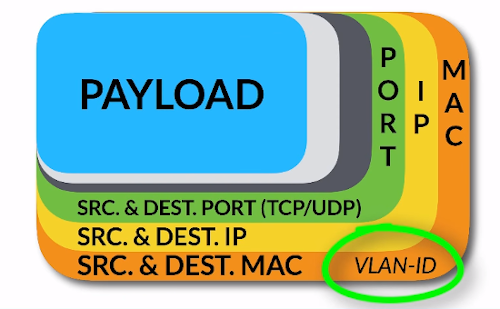 PAYLOAD
PORT
IP
MAC
SRC. & DEST. PORT (TCP/UDP)
SRC. & DEST. IP
SRC. & DEST. MAC
VLAN-ID